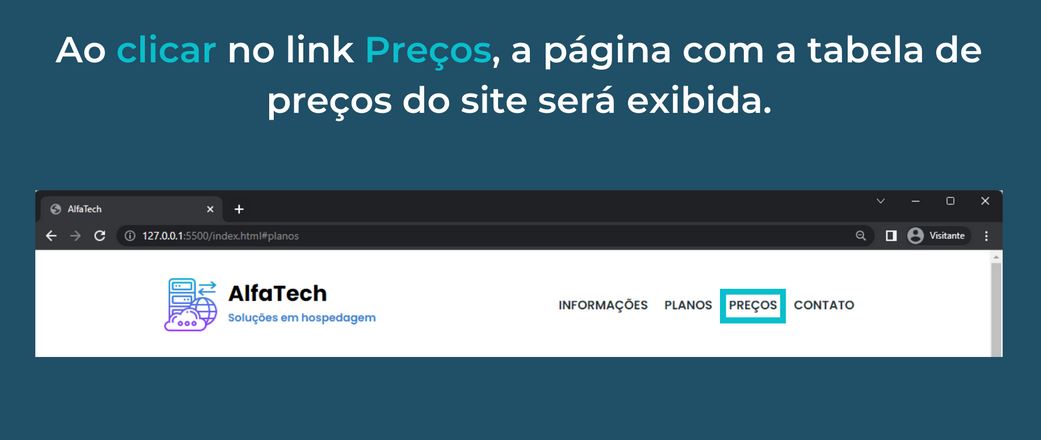 Ao clicar no link Preços, a página com a tabela de
preços do site será exibida.
AlfaTech
127.0.0.1:5500/index.html#planos
Visitante
AlfaTech
Soluções em hospedagem
INFORMAÇÕES PLANOS PREÇOS CONTATO